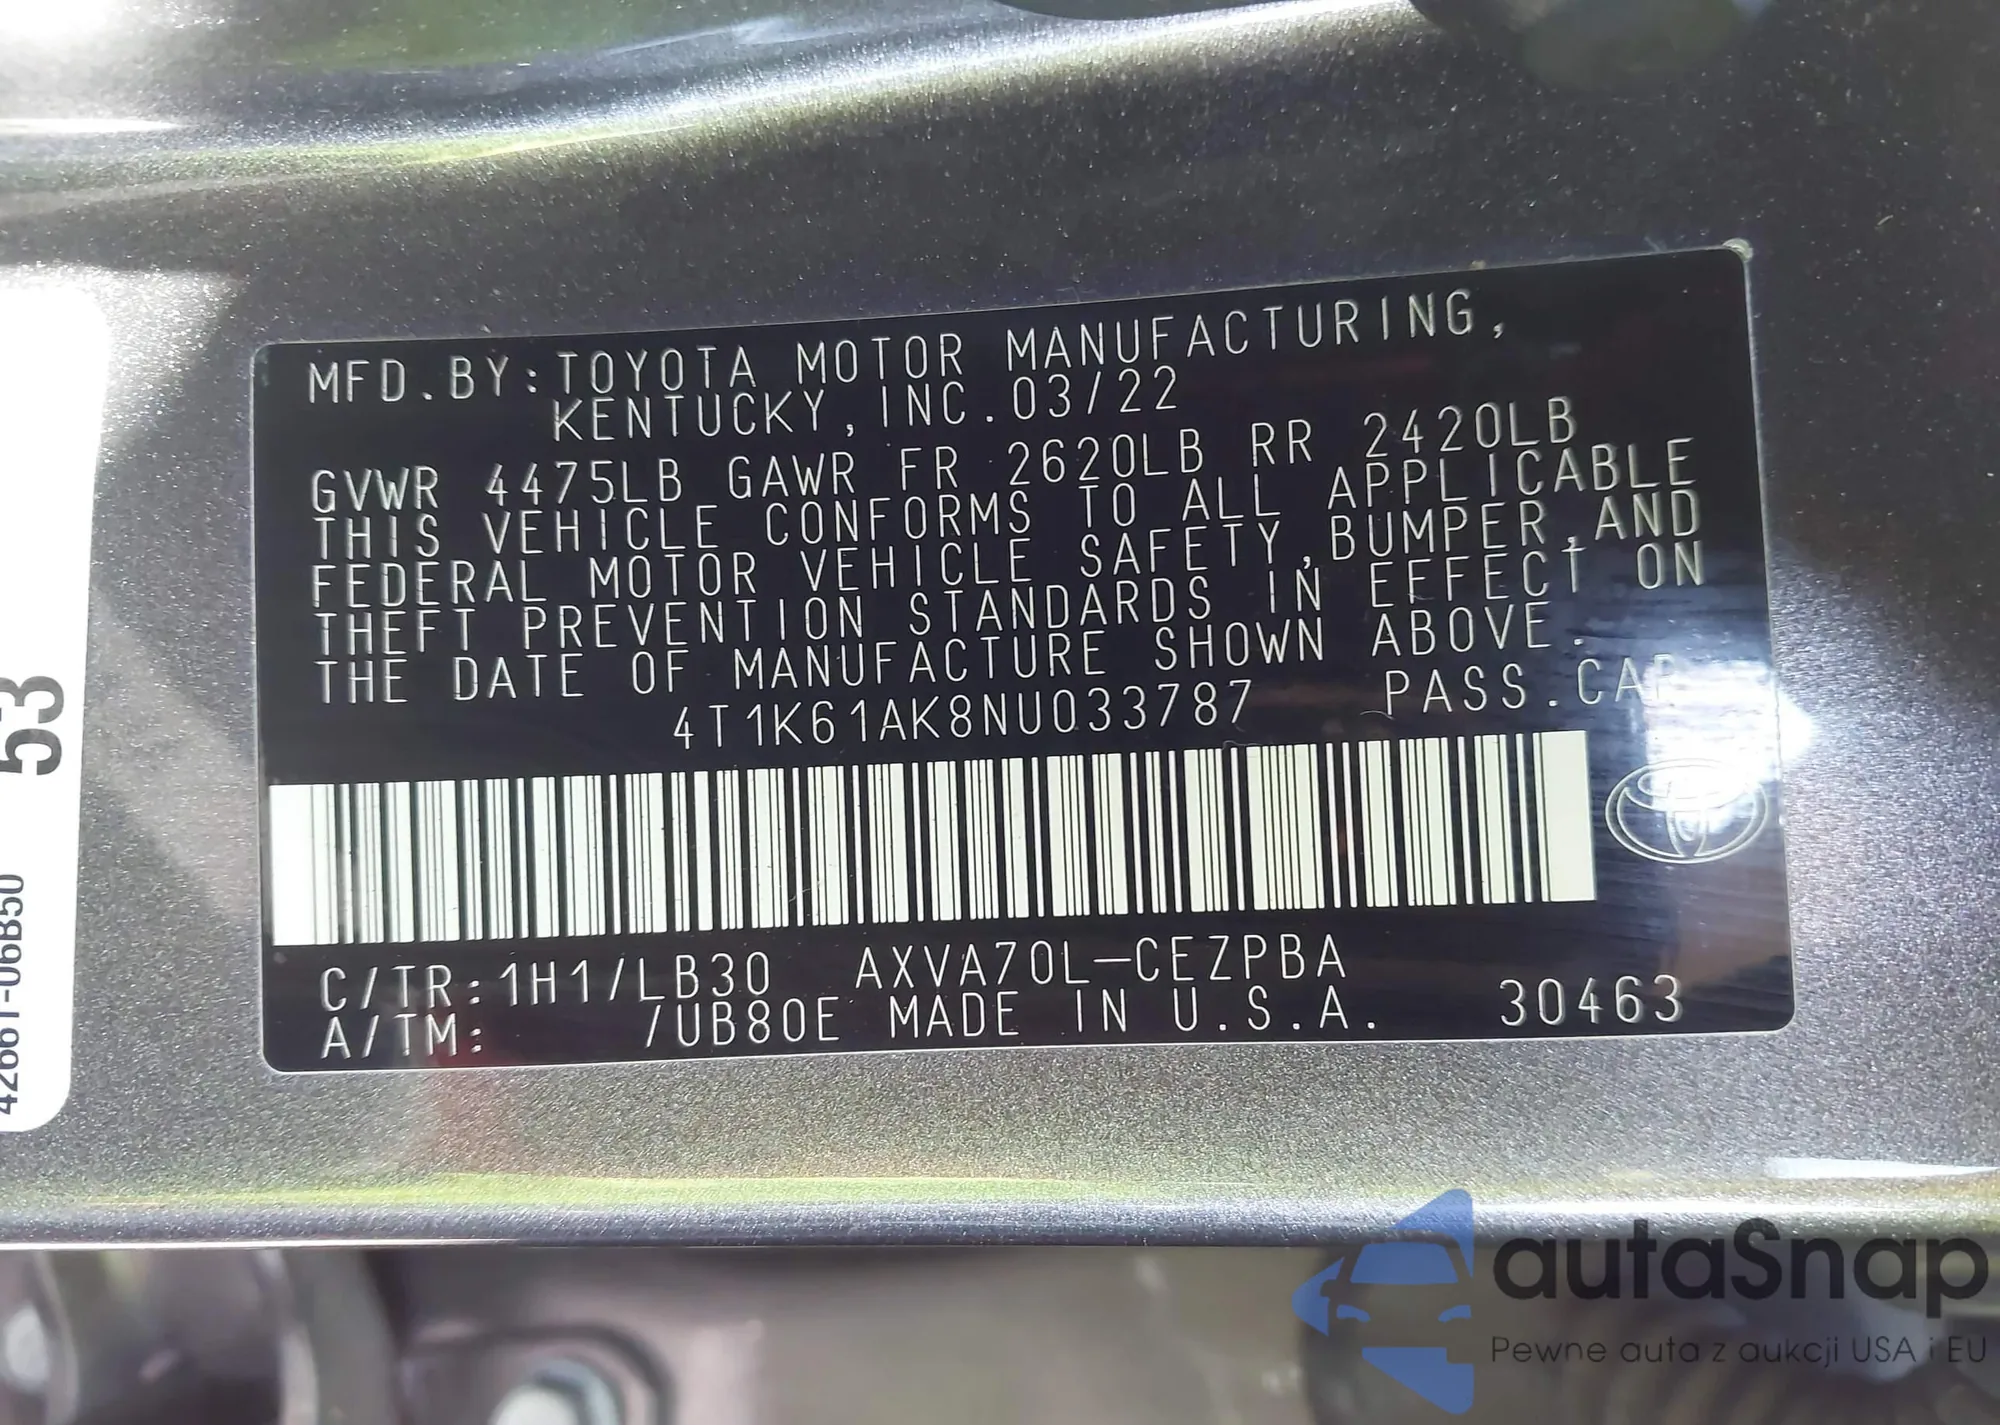 MFD.BY:TOYOTA MOTOR MANUFACTURING,
KENTUCKY,INC.03/22
GVWR 4475LB GAWR FR 2620LB RR 2420LB
THIS VEHICLE CONFORMS TO ALL APPLICABLE
FEDERAL MOTOR VEHICLE SAFETY,BUMPER,AND
THEFT PREVENTION STANDARDS IN EFFECT ON
THE DATE OF MANUFACTURE SHOWN ABOVE.
4T1K61AK8NU033787 PASS.CAR
C/TR:1H1/LB30 AXVA70L-CEZPBA
A/TM: /UB80E MADE IN U.S.A. 30463
53
42661-06B50
autaSnap
Pewne auta z aukcji USA i EU